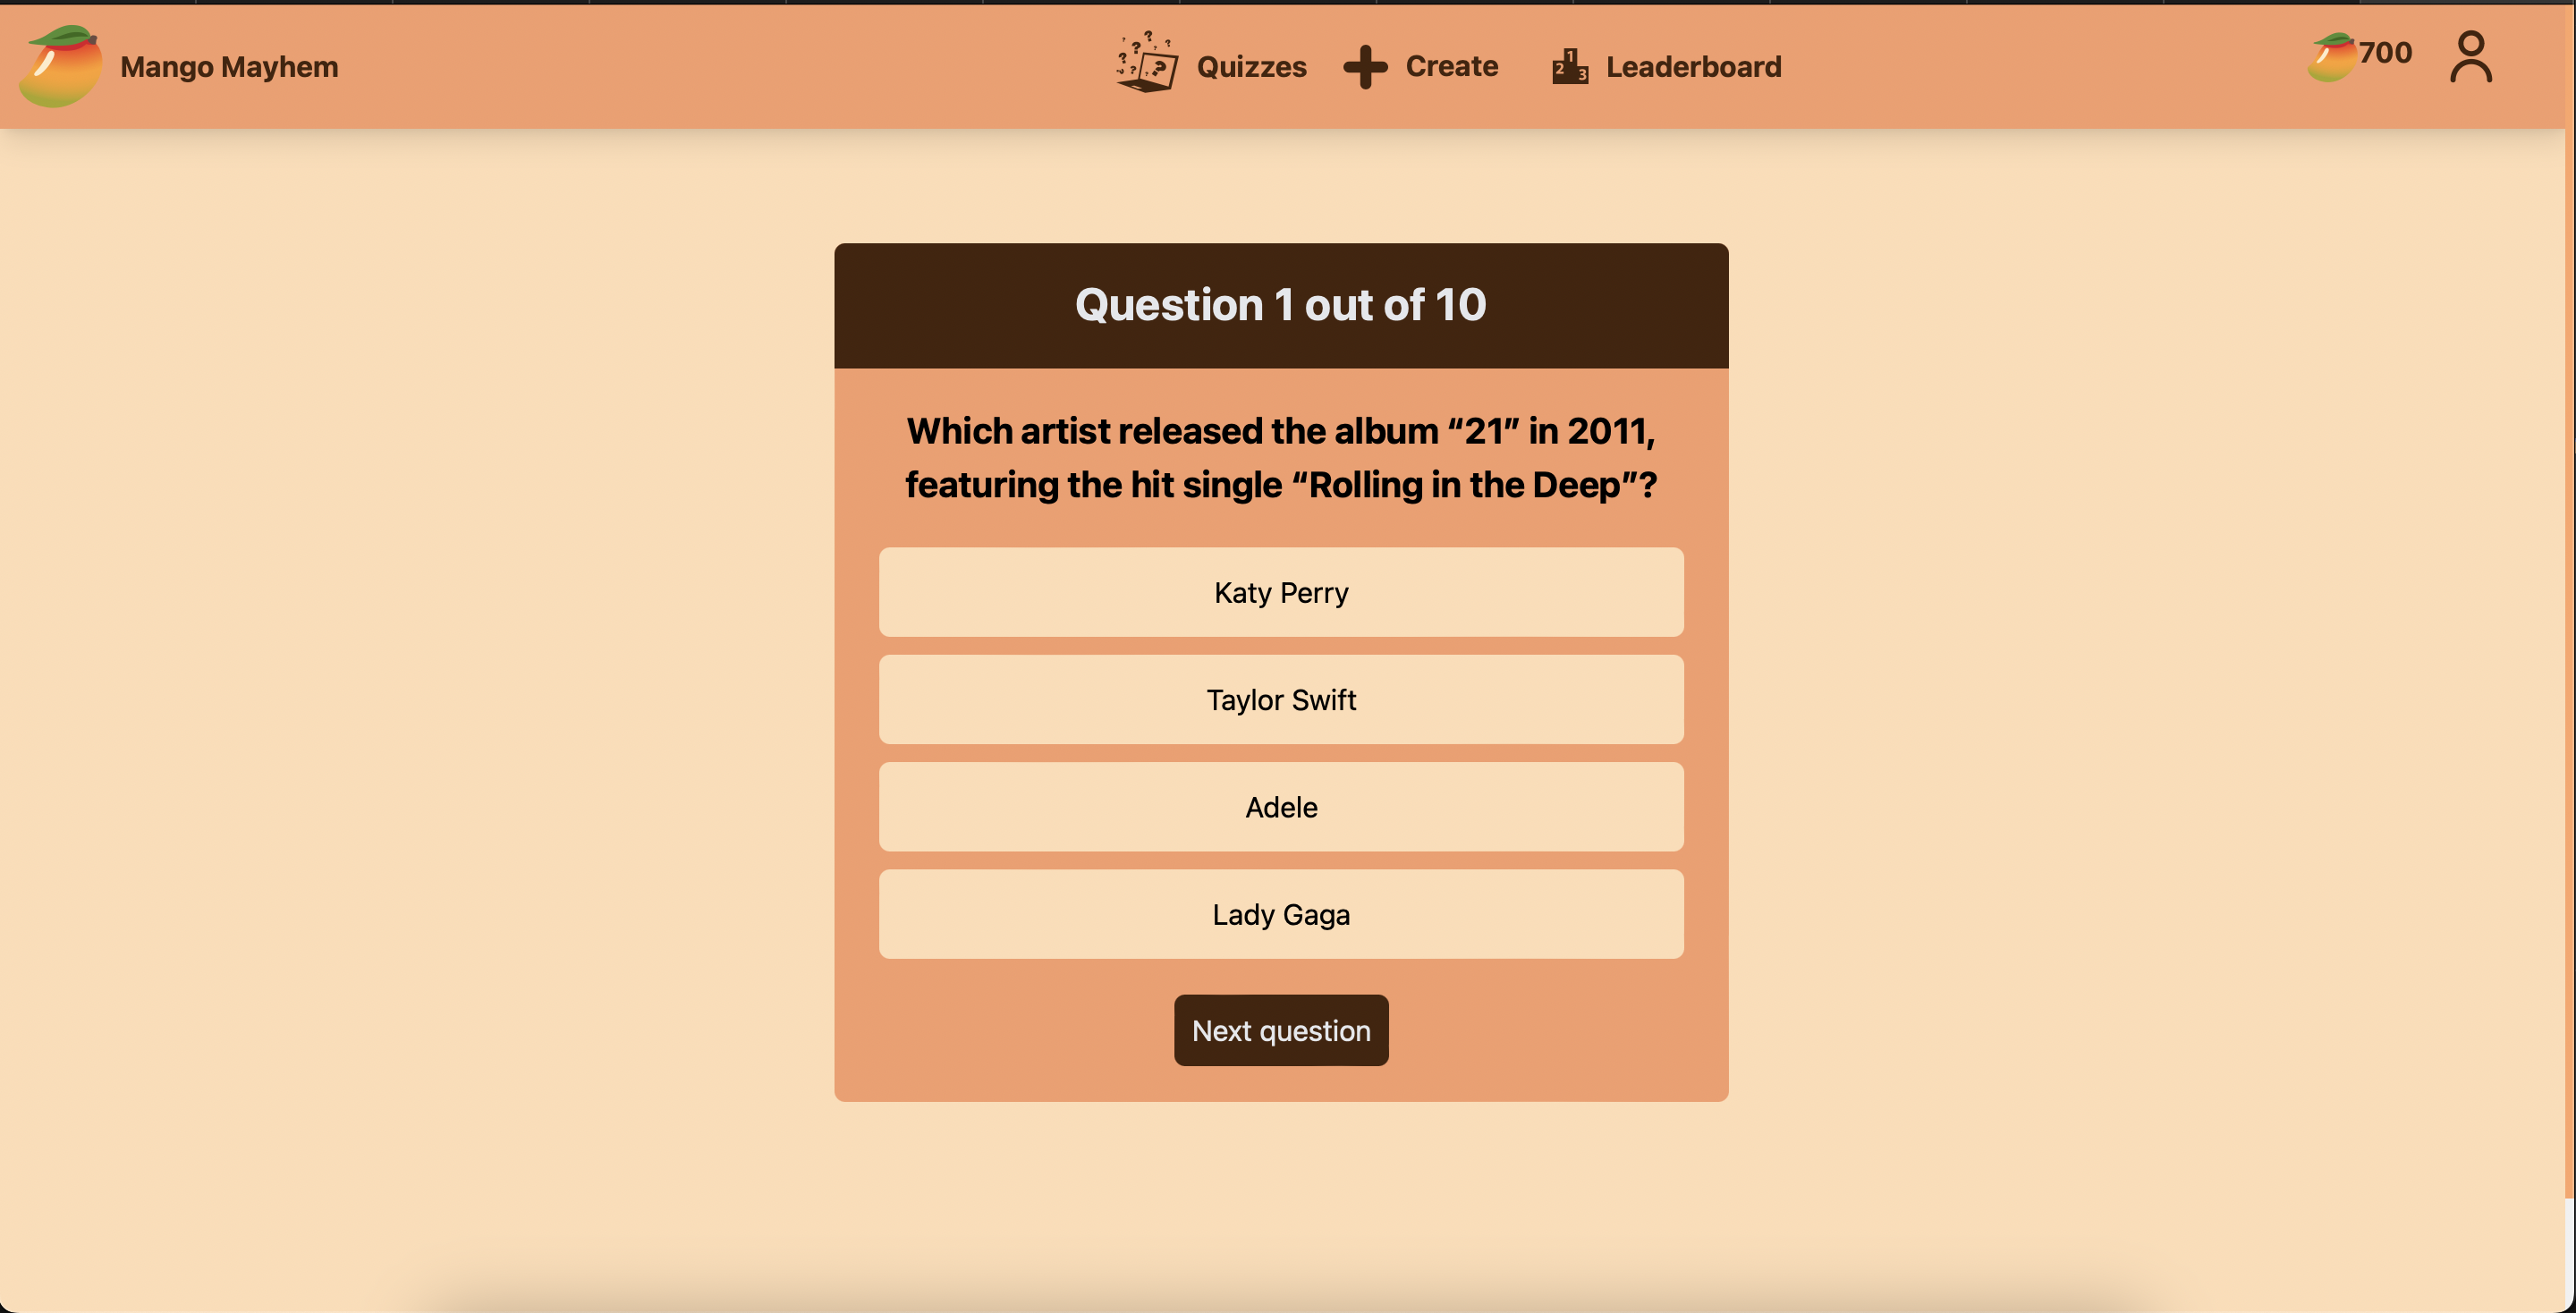 Mango Mayhem
Quizzes
Create
Leaderboard
700
Question 1 out of 10
Which artist released the album “21” in 2011,
featuring the hit single “Rolling in the Deep”?
Katy Perry
Taylor Swift
Adele
Lady Gaga
Next question